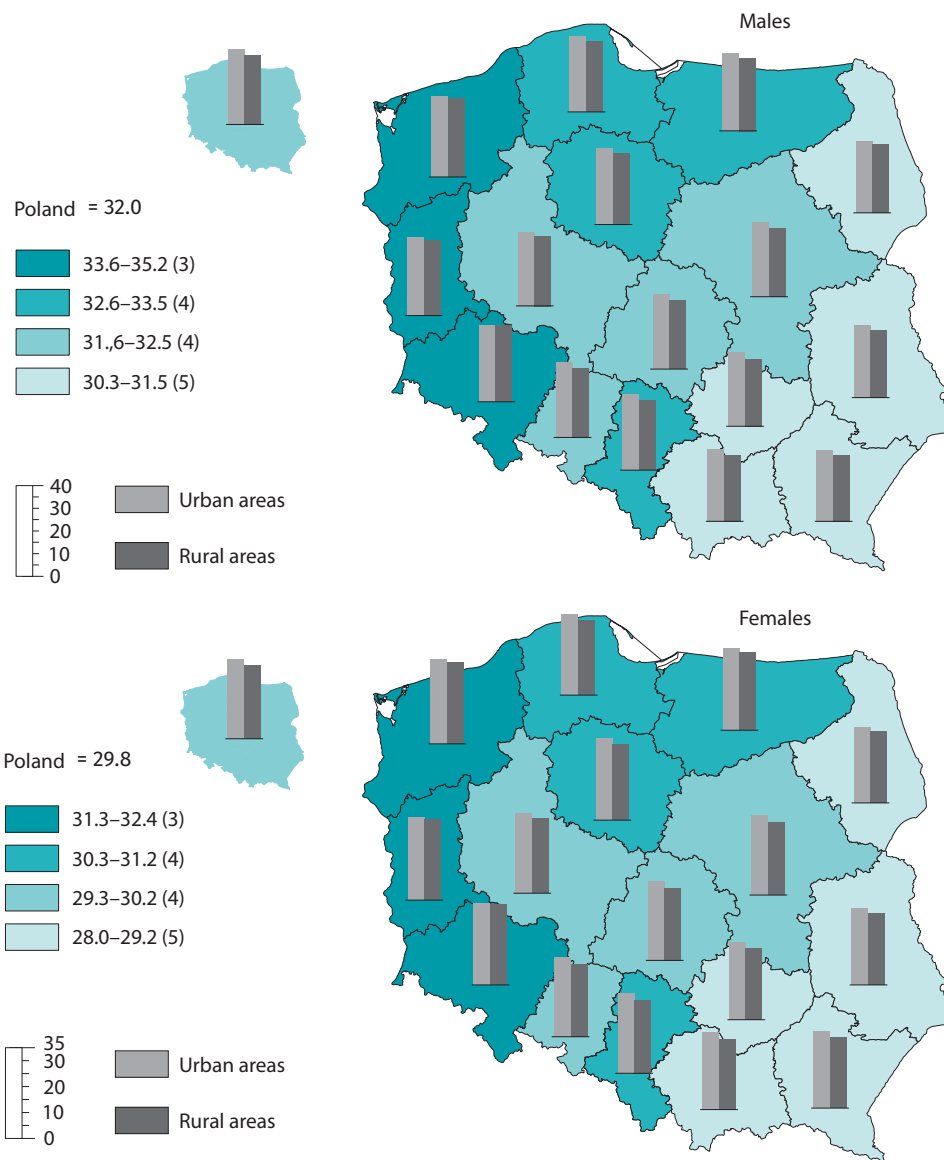 Males
Poland = 32.0
33.6–35.2 (3)
32.6–33.5 (4)
31.,6–32.5 (4)
30.3–31.5 (5)
40
30
20
10
0
Urban areas
Rural areas
Females
Poland = 29.8
31.3–32.4 (3)
30.3–31.2 (4)
29.3–30.2 (4)
28.0–29.2 (5)
35
30
20
10
0
Urban areas
Rural areas